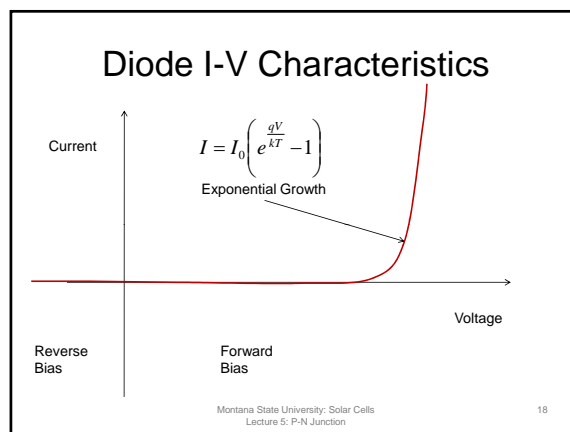 Diode I-V Characteristics
Current
I = I₀(e^{qV/kT} − 1)
Exponential Growth
Voltage
Reverse
Bias
Forward
Bias
Montana State University: Solar Cells
Lecture 5: P-N Junction
18